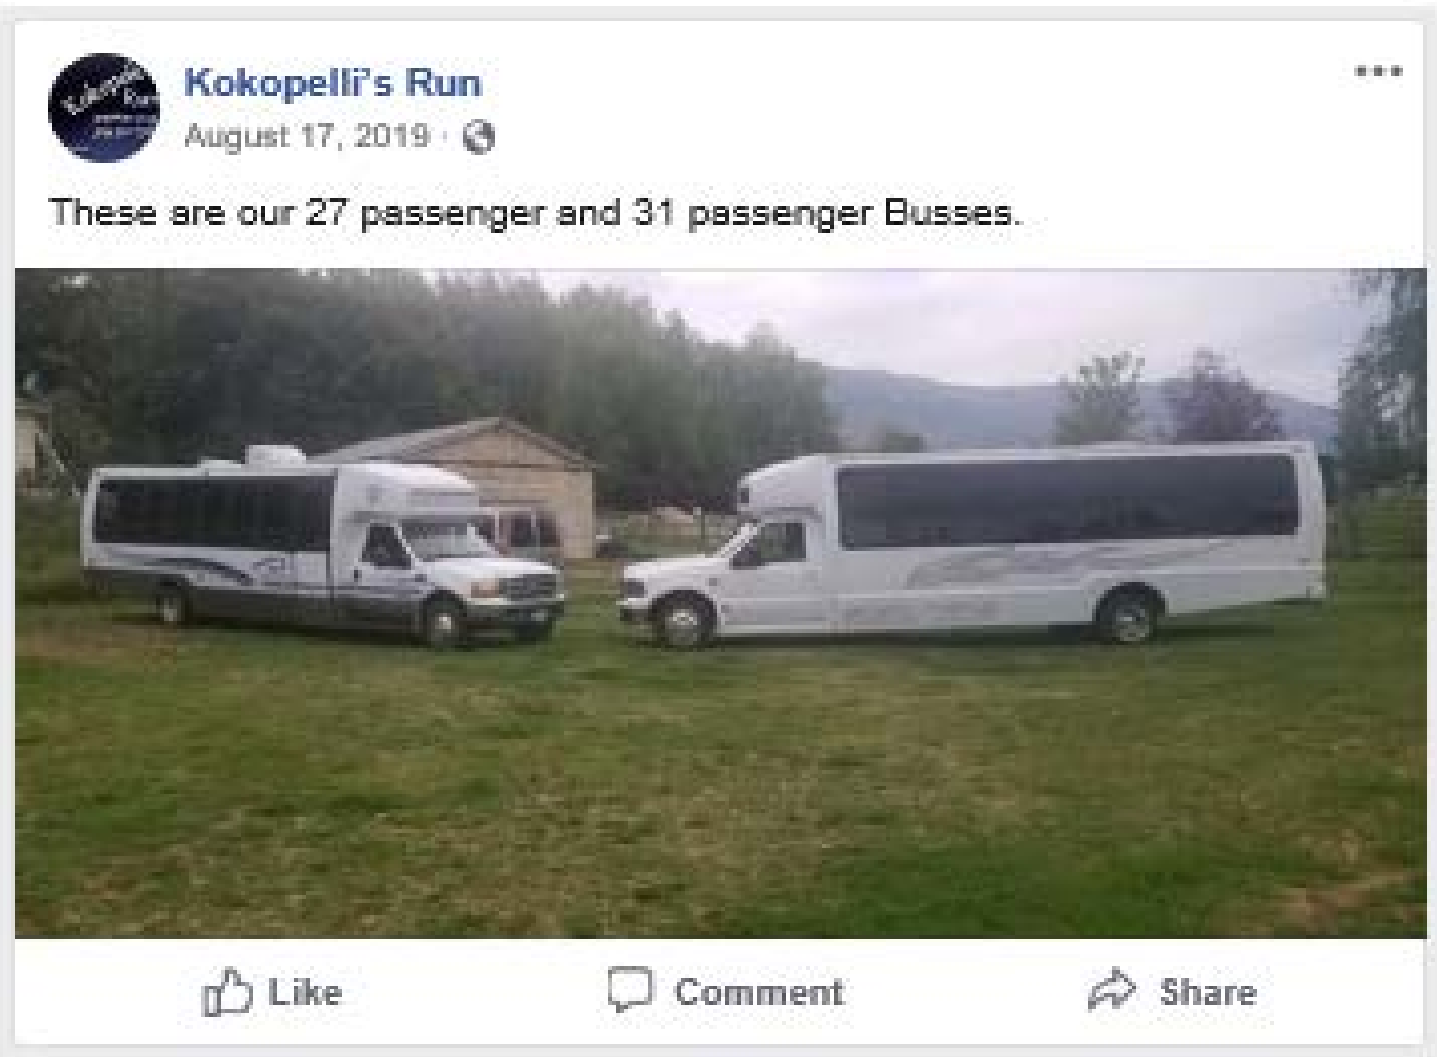 Kokopelli's Run
August 17, 2019 ·
These are our 27 passenger and 31 passenger Busses.
Like
Comment
Share